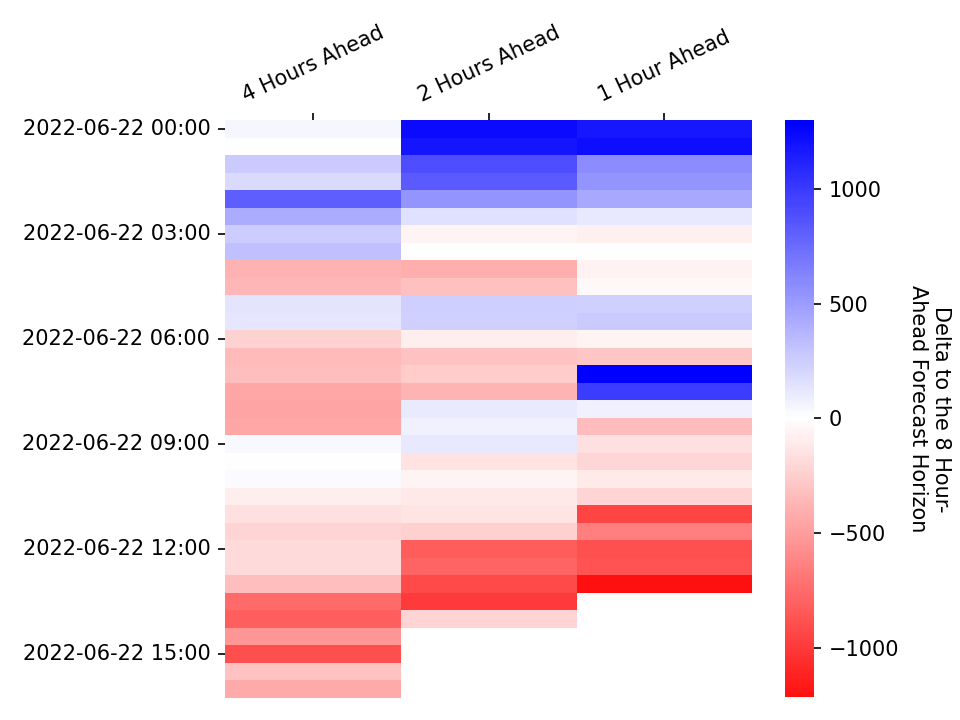 4 Hours Ahead
2 Hours Ahead
1 Hour Ahead
2022-06-22 00:00
2022-06-22 03:00
2022-06-22 06:00
2022-06-22 09:00
2022-06-22 12:00
2022-06-22 15:00
1000
500
0
−500
−1000
Delta to the 8 Hour-
Ahead Forecast Horizon